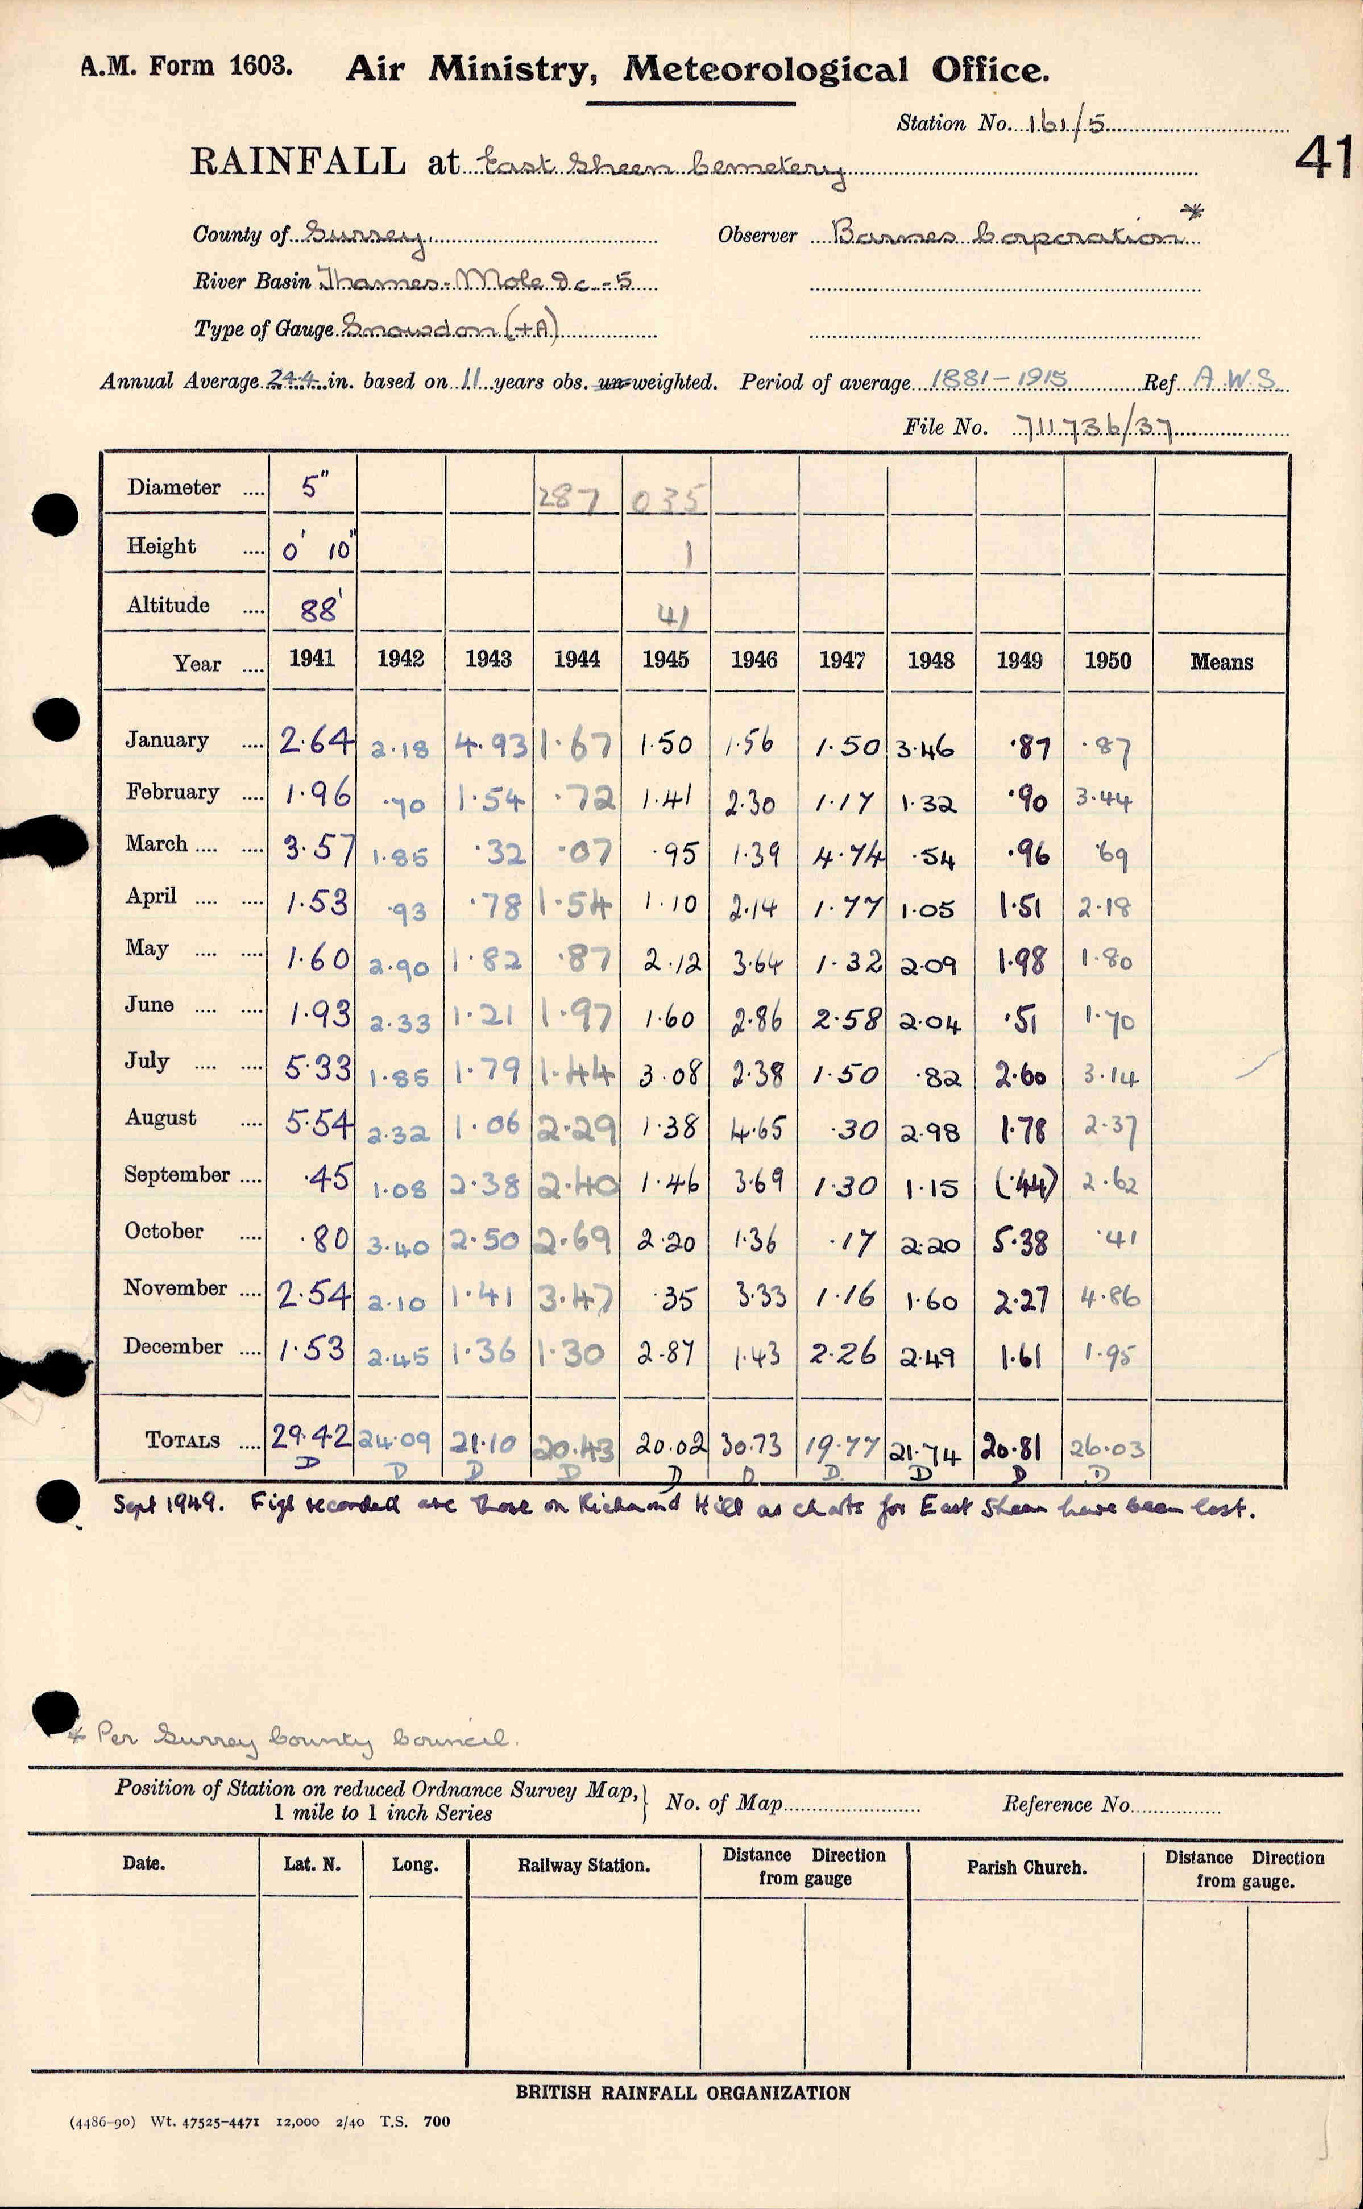 A.M. Form 1603. Air Ministry, Meteorological Office.
Station No. 161/5
41
RAINFALL at East Sheen Cemetery
County of Surrey Observer Barnes Corporation *
River Basin Thames-Mole &c -5
Type of Gauge Snowdon (+A)
Annual Average 24.4 in. based on 11 years obs. un-weighted. Period of average 1881-1915 Ref A.W.S.
File No. 711736/37
Diameter .... 5" 287 035
Height .... 0' 10" 1
Altitude .... 88' 41
Year .... 1941 1942 1943 1944 1945 1946 1947 1948 1949 1950 Means
January .... 2.64 2.18 4.93 1.67 1.50 1.56 1.50 3.46 .87 .87
February .... 1.96 .70 1.54 .72 1.41 2.30 1.17 1.32 .90 3.44
March .... .... 3.57 1.85 .32 .07 .95 1.39 4.74 .54 .96 .69
April .... .... 1.53 .93 .78 1.54 1.10 2.14 1.77 1.05 1.51 2.18
May .... .... 1.60 2.90 1.82 .87 2.12 3.64 1.32 2.09 1.98 1.80
June .... .... 1.93 2.33 1.21 1.97 1.60 2.86 2.58 2.04 .51 1.70
July .... .... 5.33 1.85 1.79 1.44 3.08 2.38 1.50 .82 2.60 3.14
August .... 5.54 2.32 1.06 2.29 1.38 4.65 .30 2.98 1.78 2.37
September .... .45 1.08 2.38 2.40 1.46 3.69 1.30 1.15 (.44) 2.62
October .... .80 3.40 2.50 2.69 2.20 1.36 .17 2.20 5.38 .41
November .... 2.54 2.10 1.41 3.47 .35 3.33 1.16 1.60 2.27 4.86
December .... 1.53 2.45 1.36 1.30 2.87 1.43 2.26 2.49 1.61 1.95
TOTALS .... 29.42 24.09 21.10 20.43 20.02 30.73 19.77 21.74 20.81 26.03
D D D D D D D D D D
Sept 1949. Figs recorded are those on Richmond Hill as charts for East Sheen have been lost.
* Per Surrey County Council.
Position of Station on reduced Ordnance Survey Map, } No. of Map Reference No.
1 mile to 1 inch Series
Date. Lat. N. Long. Railway Station. Distance Direction from gauge Parish Church. Distance Direction from gauge.
BRITISH RAINFALL ORGANIZATION
(4486-90) Wt. 47525-4471 12,000 2/40 T.S. 700